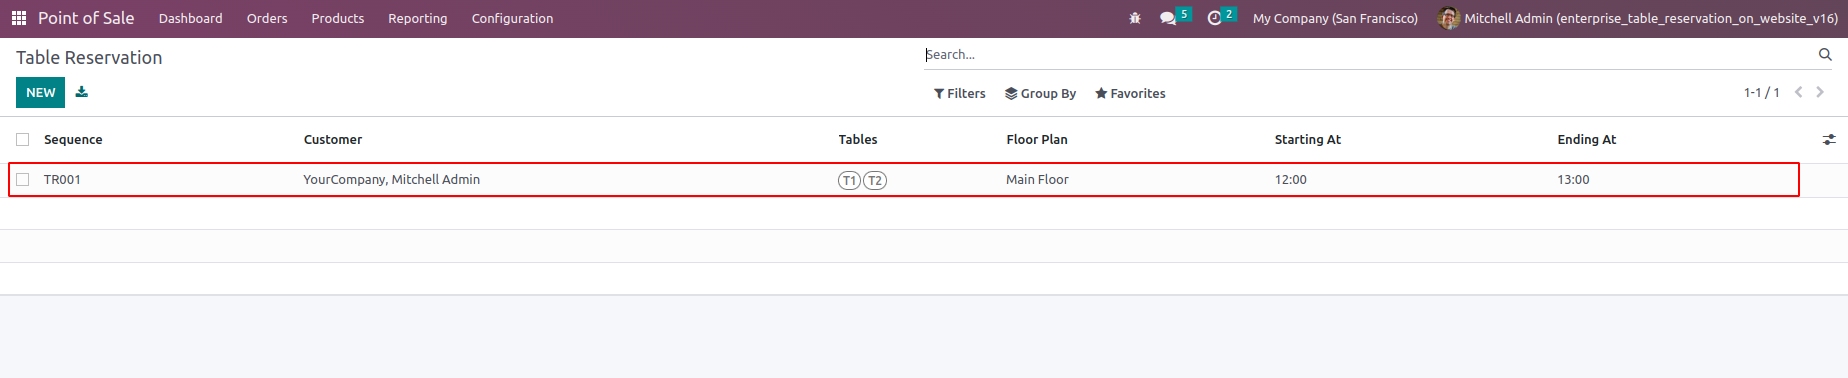 Point of Sale Dashboard Orders Products Reporting Configuration 5 2 My Company (San Francisco) Mitchell Admin (enterprise_table_reservation_on_website_v16)
Table Reservation Search...
NEW Filters Group By Favorites 1-1 / 1
Sequence Customer Tables Floor Plan Starting At Ending At
TR001 YourCompany, Mitchell Admin T1 T2 Main Floor 12:00 13:00